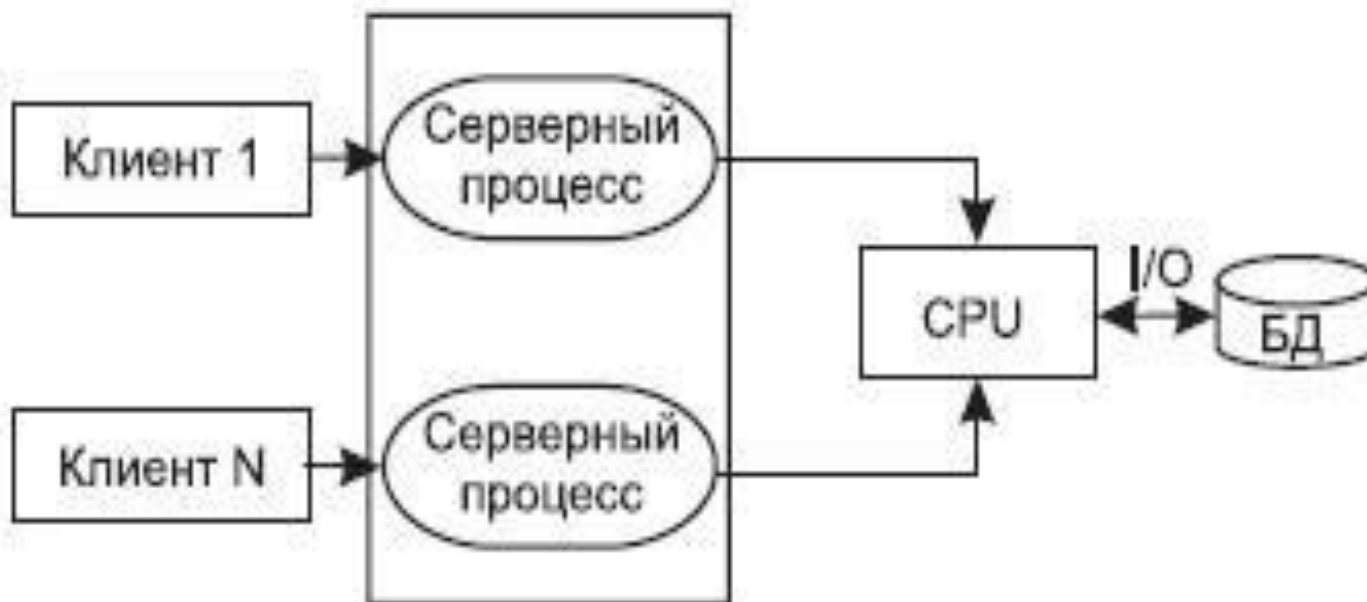 Клиент 1
Серверный
процесс
CPU
I/O
БД
Клиент N
Серверный
процесс